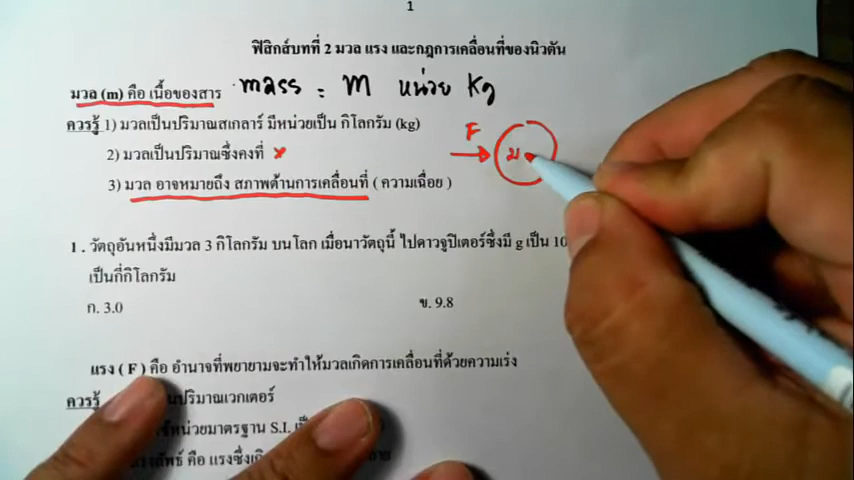 1
ฟิสิกส์บทที่ 2 มวล แรง และกฎการเคลื่อนที่ของนิวตัน
มวล (m) คือ เนื้อของสาร mass = m หน่วย Kg
ควรรู้ 1) มวลเป็นปริมาณสเกลาร์ มีหน่วยเป็น กิโลกรัม (kg)
F
2) มวลเป็นปริมาณซึ่งคงที่ ม
3) มวล อาจหมายถึง สภาพต้านการเคลื่อนที่ ( ความเฉื่อย )
1 . วัตถุอันหนึ่งมีมวล 3 กิโลกรัม บนโลก เมื่อนาวัตถุนี้ ไปดาวจูปิเตอร์ซึ่งมี g เป็น 10
เป็นกี่กิโลกรัม
ก. 3.0 ข. 9.8
แรง ( F ) คือ อำนาจที่พยายามจะทำให้มวลเกิดการเคลื่อนที่ด้วยความเร่ง
ควรรู้ นปริมาณเวกเตอร์
หน่วยมาตรฐาน S.I.
คือ